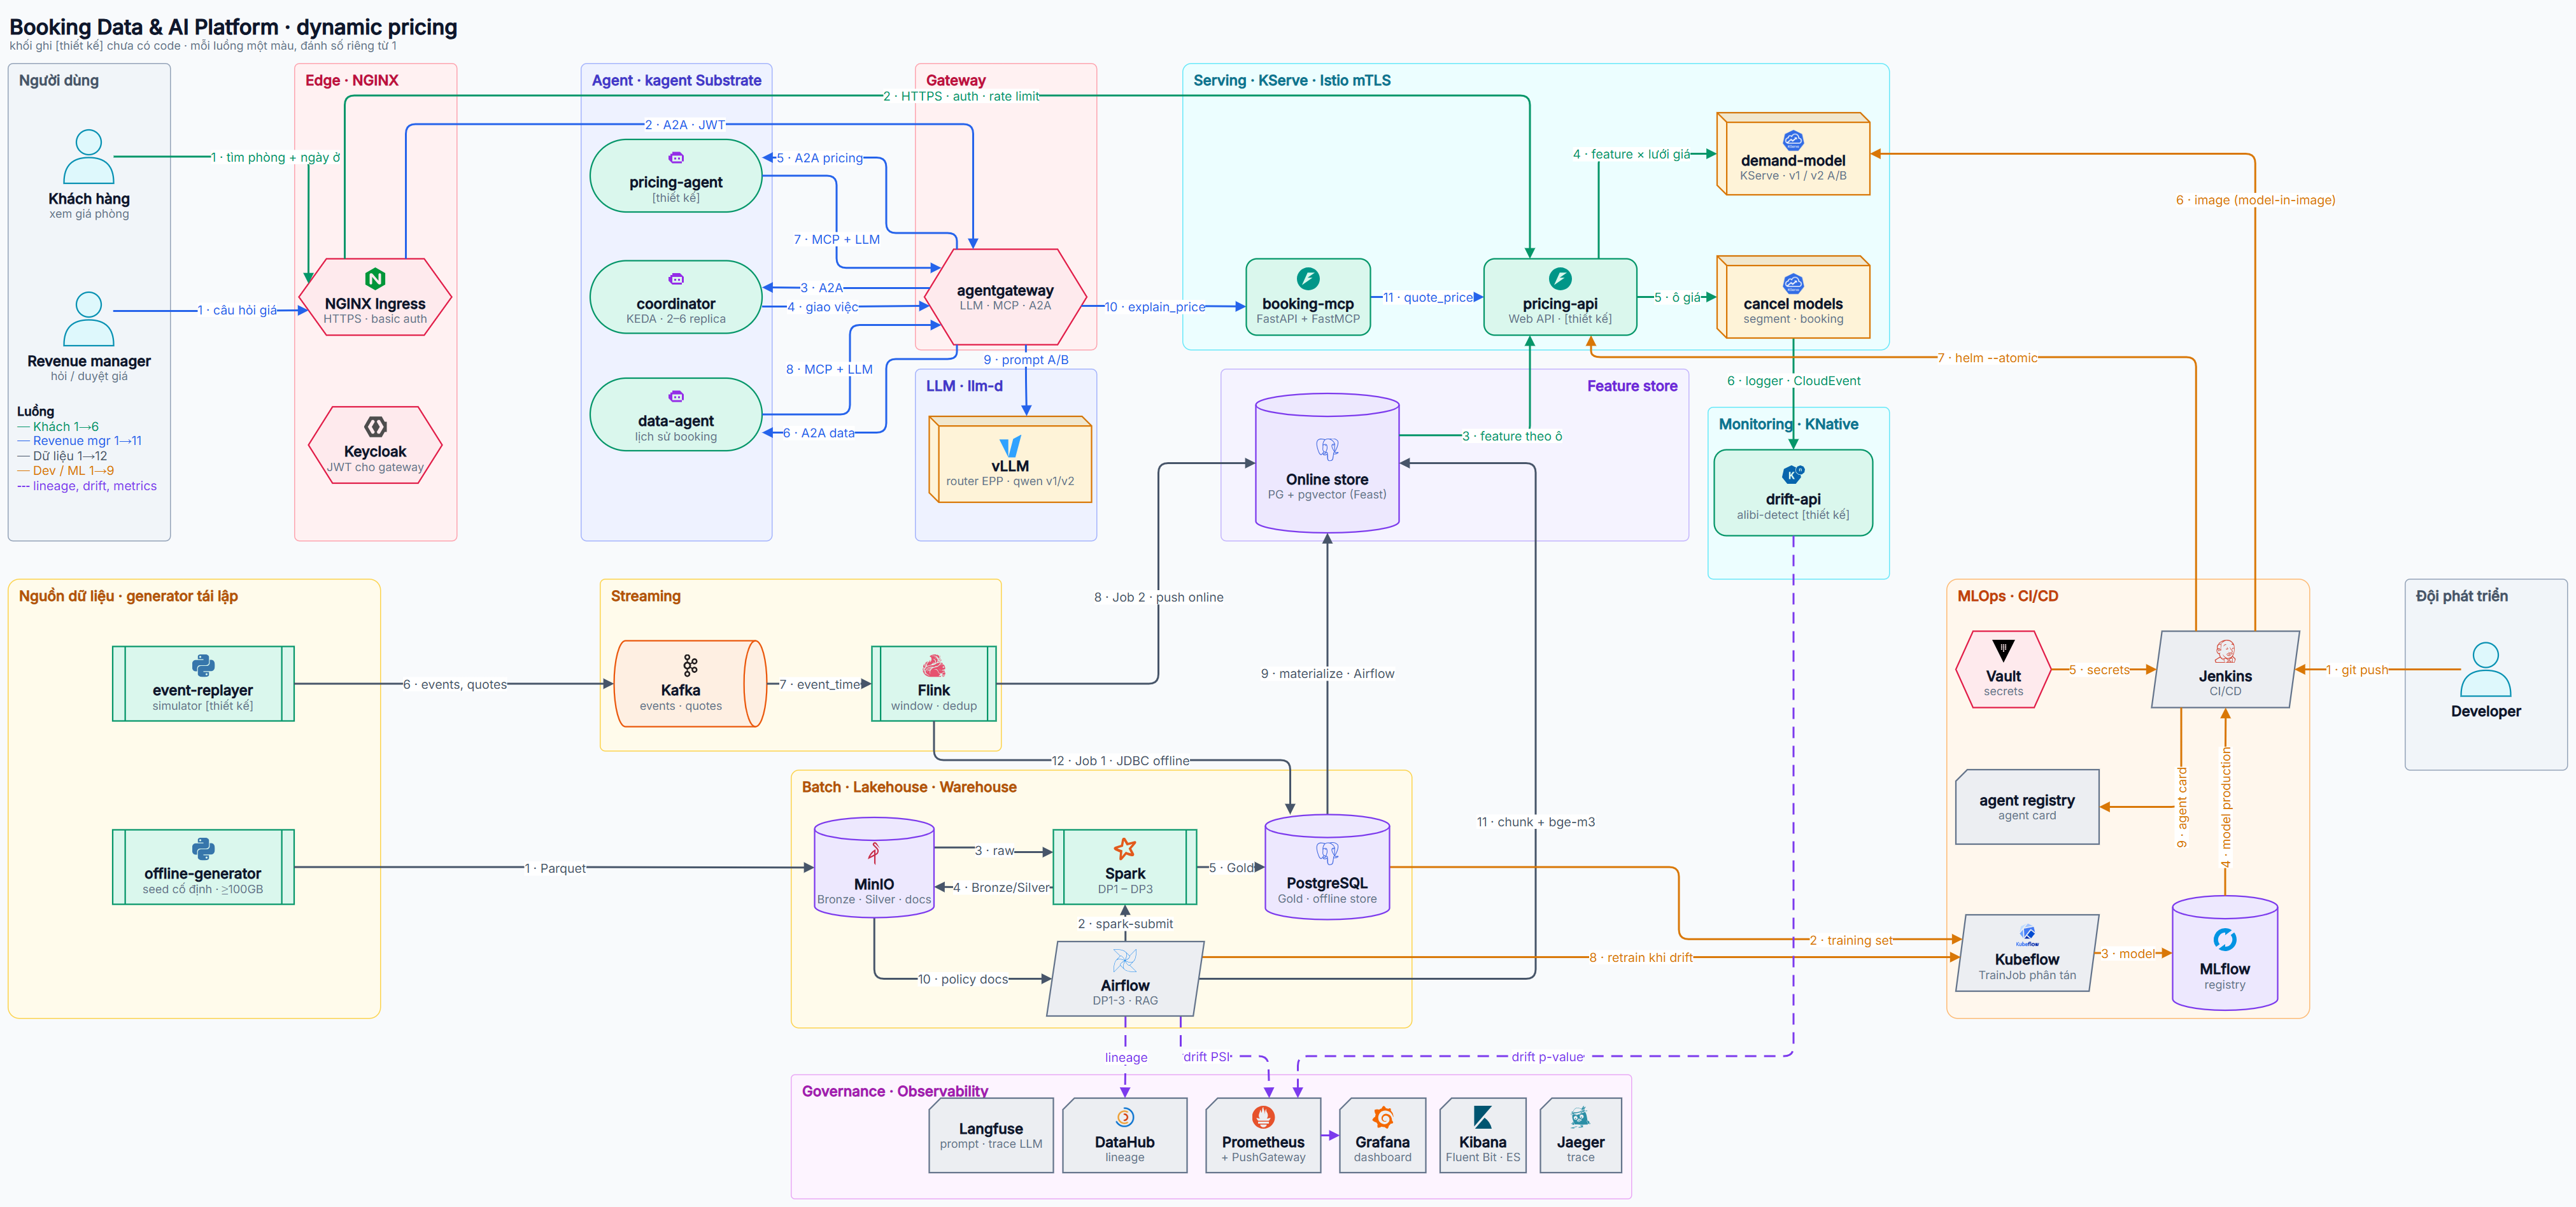 Booking Data & AI Platform · dynamic pricing
khối ghi [thiết kế] chưa có code · mỗi luồng một màu, đánh số riêng từ 1
Người dùng
Khách hàng
xem giá phòng
Revenue manager
hỏi / duyệt giá
Luồng
Khách 1→6
Revenue mgr 1→11
Dữ liệu 1→12
Dev / ML 1→9
lineage, drift, metrics
1 · tìm phòng + ngày ở
1 · câu hỏi giá
Edge · NGINX
NGINX Ingress
HTTPS · basic auth
Keycloak
JWT cho gateway
2 · HTTPS · auth · rate limit
2 · A2A · JWT
Agent · kagent Substrate
pricing-agent
[thiết kế]
coordinator
KEDA · 2–6 replica
data-agent
lịch sử booking
5 · A2A pricing
7 · MCP + LLM
3 · A2A
4 · giao việc
8 · MCP + LLM
6 · A2A data
Gateway
agentgateway
LLM · MCP · A2A
9 · prompt A/B
10 · explain_price
LLM · llm-d
vLLM
router EPP · qwen v1/v2
Serving · KServe · Istio mTLS
booking-mcp
FastAPI + FastMCP
11 · quote_price
pricing-api
Web API · [thiết kế]
4 · feature × lưới giá
5 · ô giá
demand-model
KServe · v1 / v2 A/B
cancel models
segment · booking
6 · image (model-in-image)
7 · helm --atomic
6 · logger · CloudEvent
Feature store
Online store
PG + pgvector (Feast)
3 · feature theo ô
Monitoring · KNative
drift-api
alibi-detect [thiết kế]
Nguồn dữ liệu · generator tái lập
event-replayer
simulator [thiết kế]
offline-generator
seed cố định · ≥100GB
6 · events, quotes
1 · Parquet
Streaming
Kafka
events · quotes
7 · event_time
Flink
window · dedup
8 · Job 2 · push online
9 · materialize · Airflow
12 · Job 1 · JDBC offline
11 · chunk + bge-m3
Batch · Lakehouse · Warehouse
MinIO
Bronze · Silver · docs
3 · raw
4 · Bronze/Silver
Spark
DP1 – DP3
5 · Gold
PostgreSQL
Gold · offline store
2 · spark-submit
10 · policy docs
Airflow
DP1-3 · RAG
2 · training set
8 · retrain khi drift
MLOps · CI/CD
Vault
secrets
5 · secrets
Jenkins
CI/CD
1 · git push
agent registry
agent card
9 · agent card
4 · model production
Kubeflow
Kubeflow
TrainJob phân tán
3 · model
MLflow
registry
Đội phát triển
Developer
lineage
drift PSI
drift p-value
Governance · Observability
Langfuse
prompt · trace LLM
DataHub
lineage
Prometheus
+ PushGateway
Grafana
dashboard
Kibana
Fluent Bit · ES
Jaeger
trace